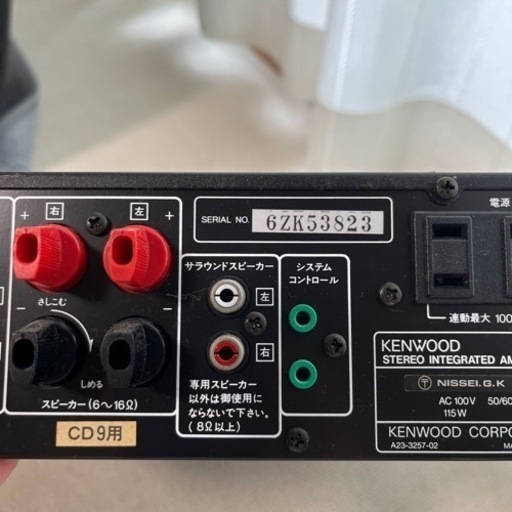 + 右 左 +
SERIAL NO. 6ZK53823
電源
サラウンドスピーカー
システム
コントロール
さしこむ
左
− −
右
連動最大 100
しめる
専用スピーカー
以外は御使用に
ならないで下さい。
(8Ω以上)
スピーカー(6〜16Ω)
CD9用
KENWOOD
STEREO INTEGRATED AM
NISSEI.G.K
AC 100V 50/60
115W
KENWOOD CORPO
A23-3257-02 MA